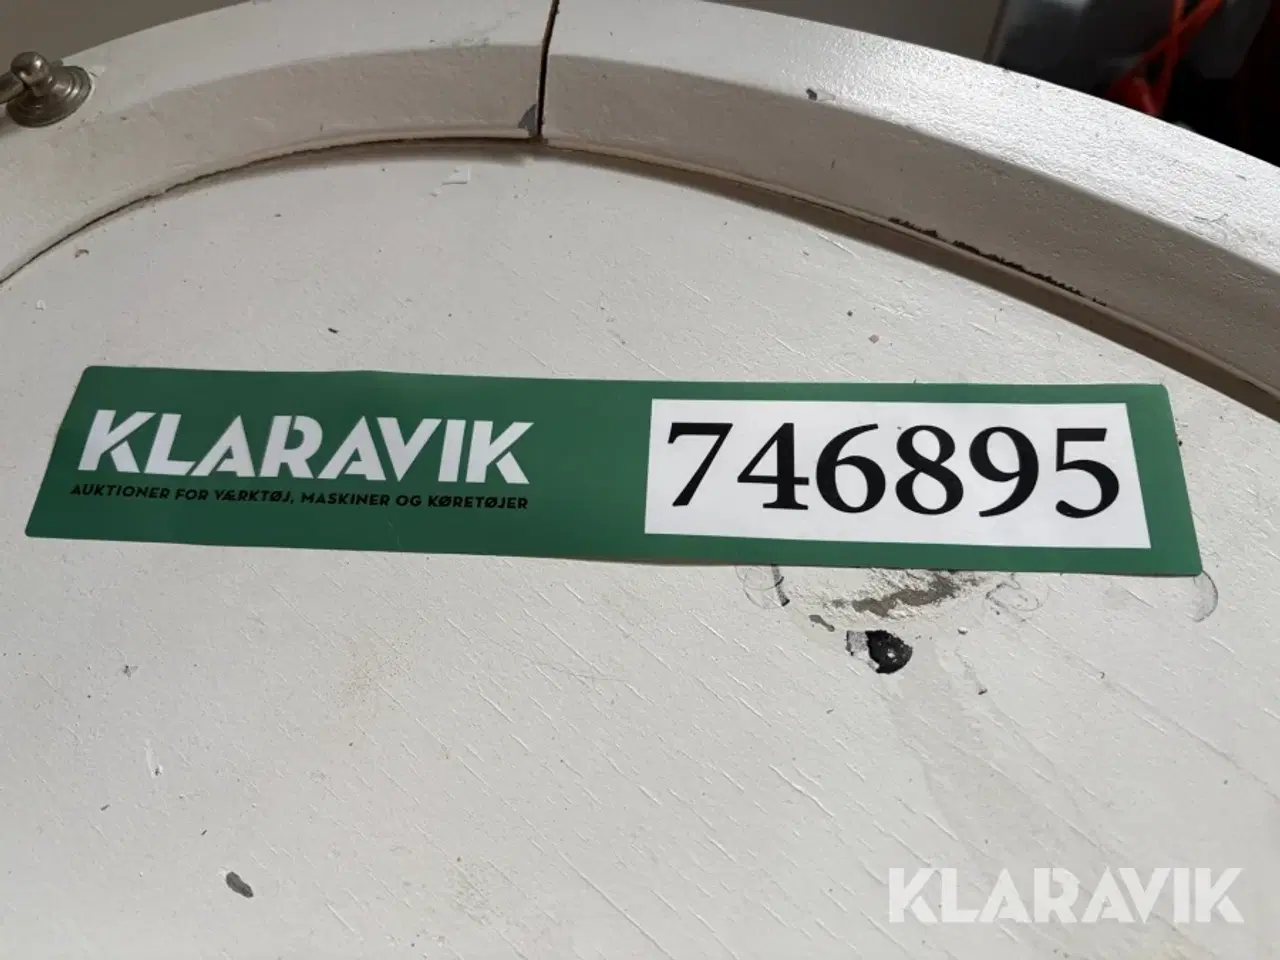 KLARAVIK
AUKTIONER FOR VÆRKTØJ, MASKINER OG KØRETØJER
746895
KLARAVIK